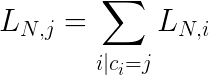 L_{N,j} = \sum_{i|c_i=j} L_{N,i}